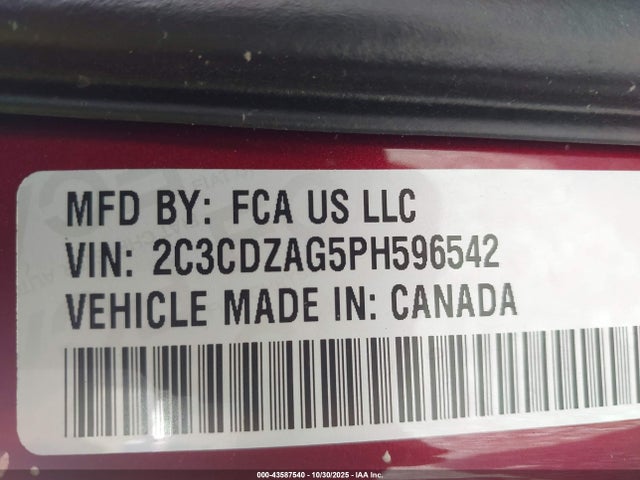 MFD BY: FCA US LLC
VIN: 2C3CDZAG5PH596542
VEHICLE MADE IN: CANADA
000-43587540 - 10/30/2025 - IAA Inc.